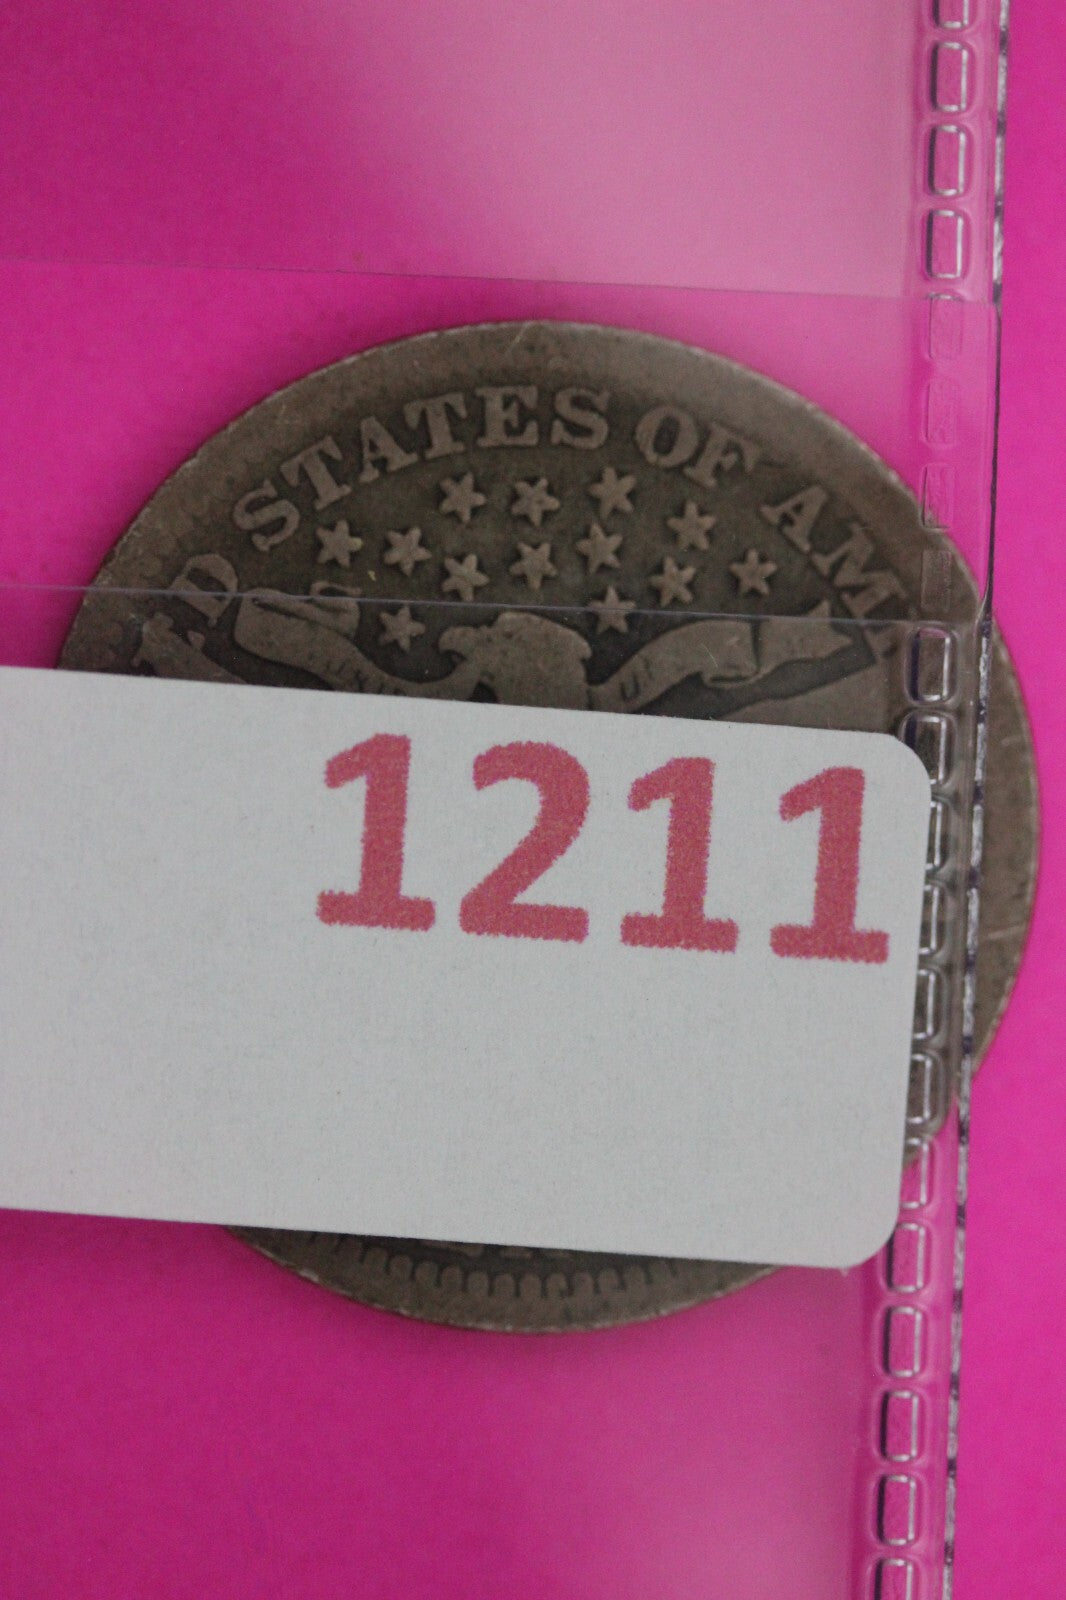 D STATES OF AM
1211